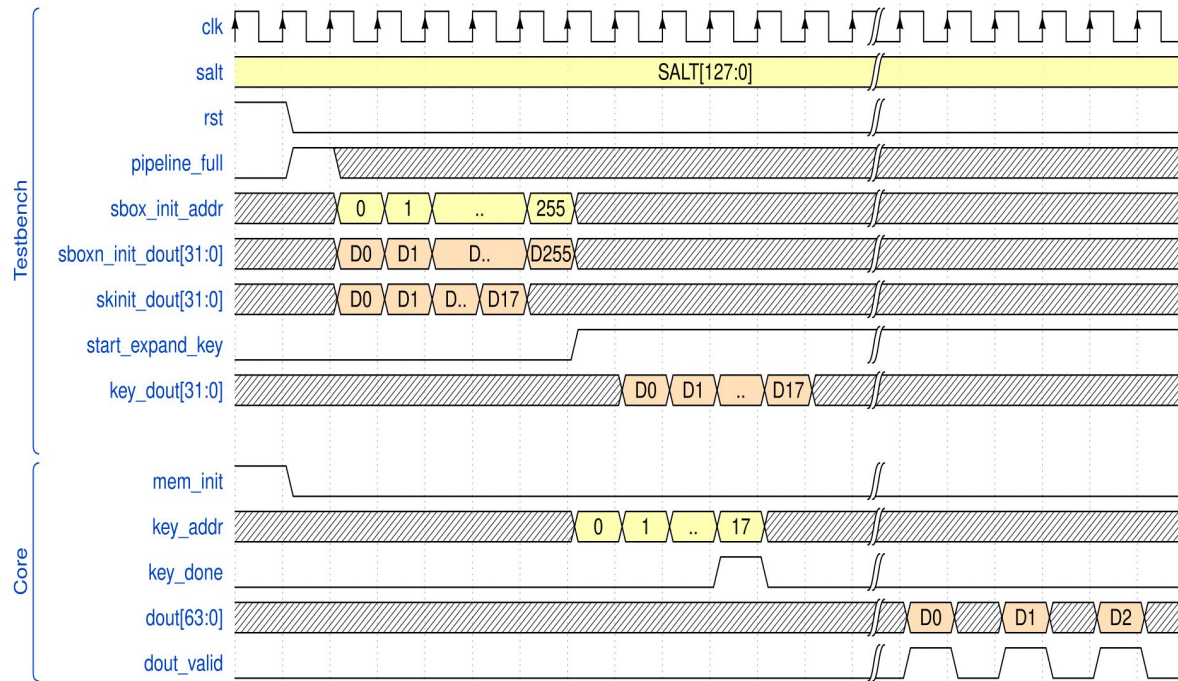 Testbench
clk
salt SALT[127:0]
rst
pipeline_full
sbox_init_addr 0 1 .. 255
sboxn_init_dout[31:0] D0 D1 D.. D255
skinit_dout[31:0] D0 D1 D.. D17
start_expand_key
key_dout[31:0] D0 D1 .. D17
Core
mem_init
key_addr 0 1 .. 17
key_done
dout[63:0] D0 D1 D2
dout_valid